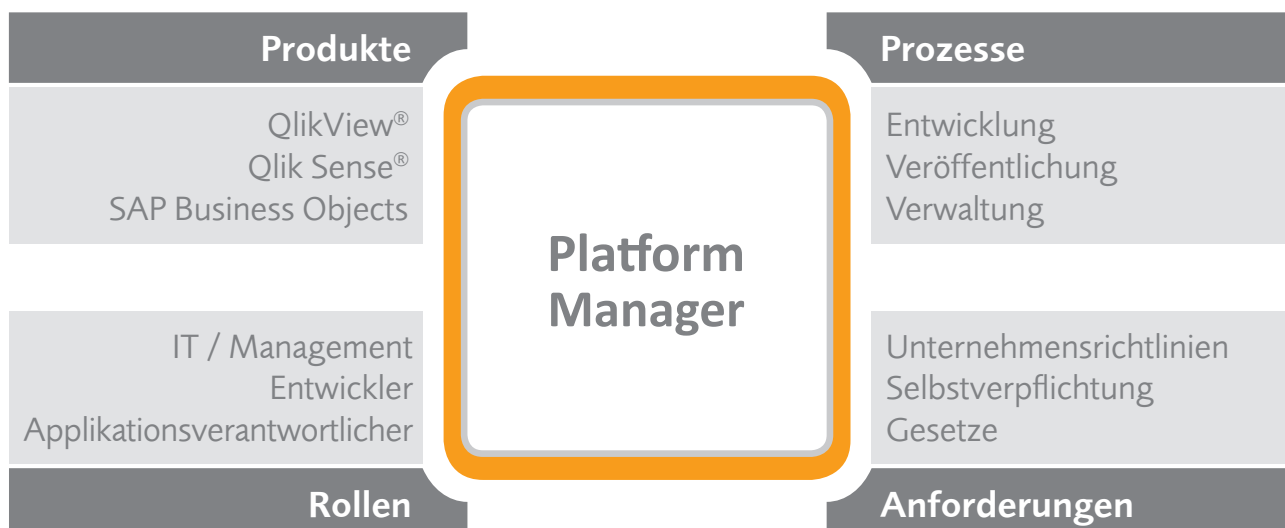 Produkte
QlikView®
Qlik Sense®
SAP Business Objects
Prozesse
Entwicklung
Veröffentlichung
Verwaltung
Platform
Manager
IT / Management
Entwickler
Applikationsverantwortlicher
Rollen
Unternehmensrichtlinien
Selbstverpflichtung
Gesetze
Anforderungen